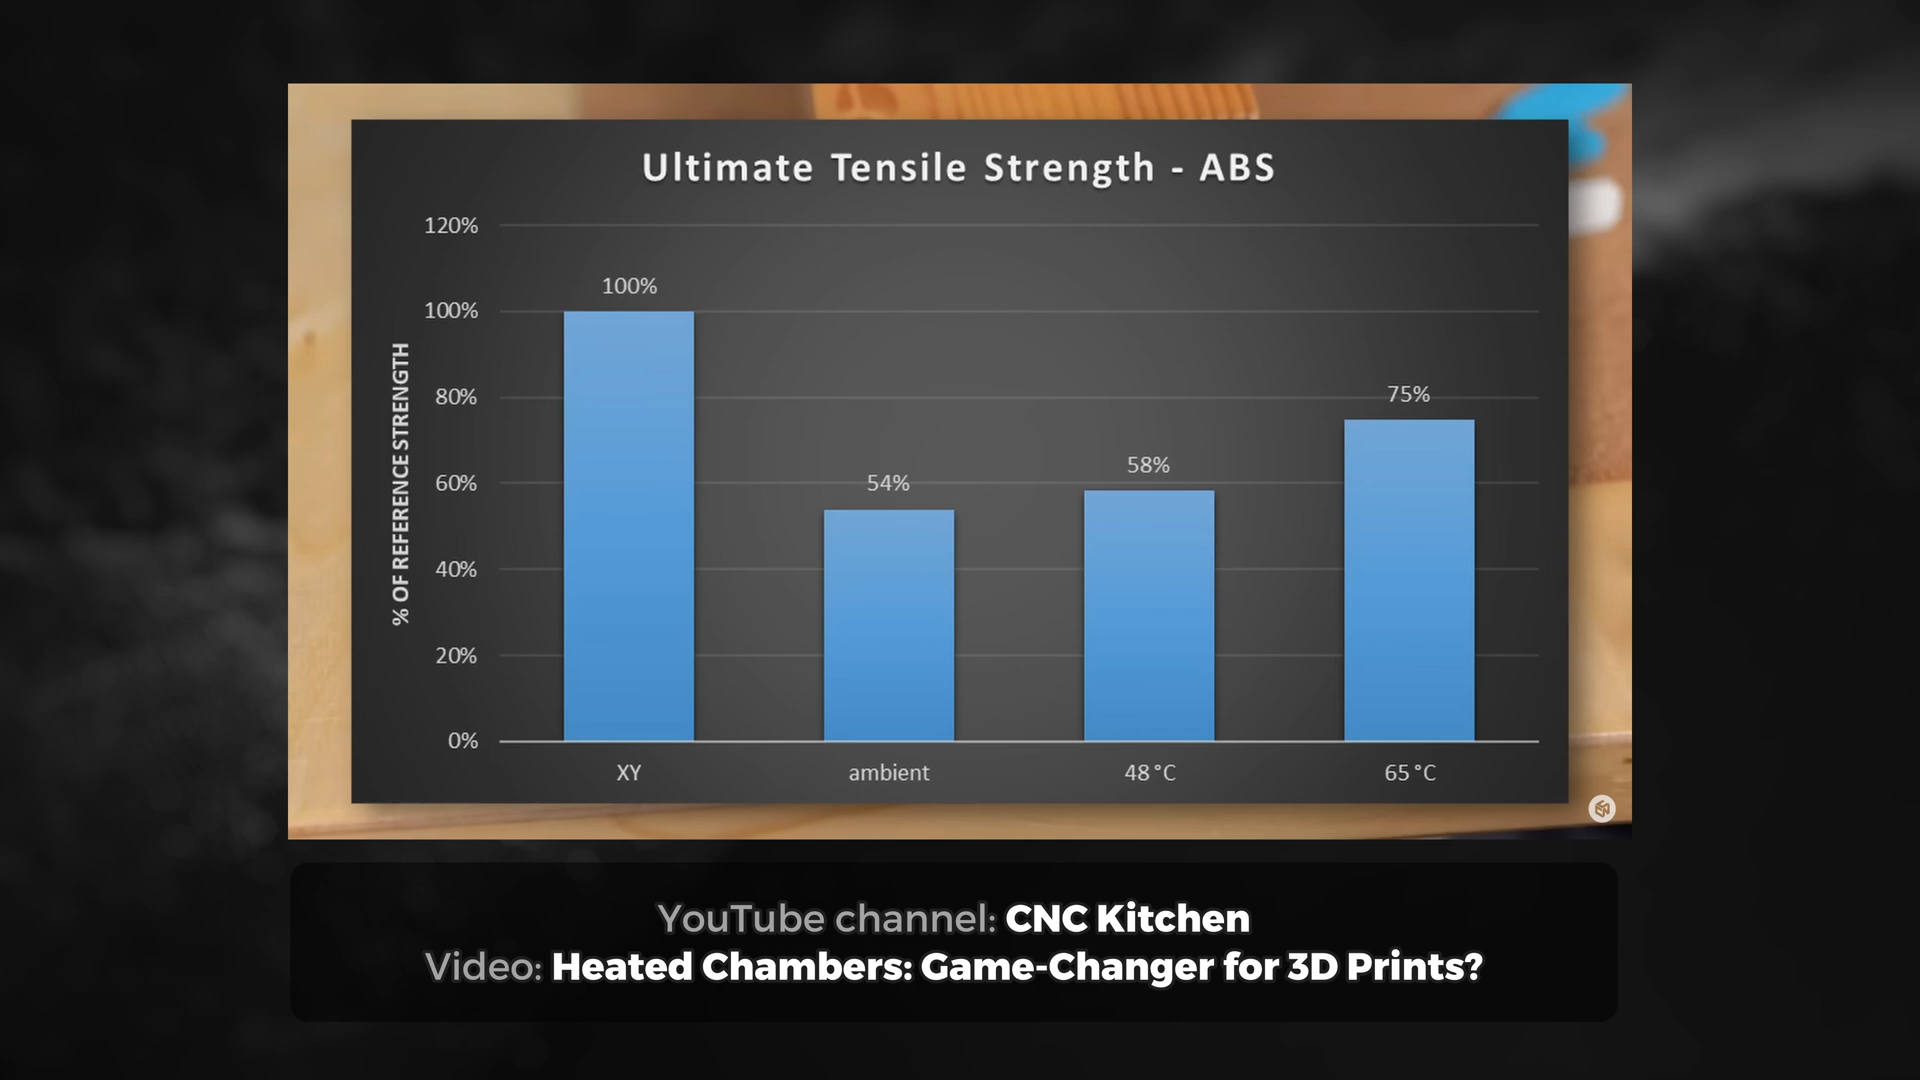 Ultimate Tensile Strength - ABS
120%
100%
80%
60%
40%
20%
0%
% OF REFERENCE STRENGTH
100%
54%
58%
75%
XY
ambient
48°C
65°C
YouTube channel: CNC Kitchen
Video: Heated Chambers: Game-Changer for 3D Prints?